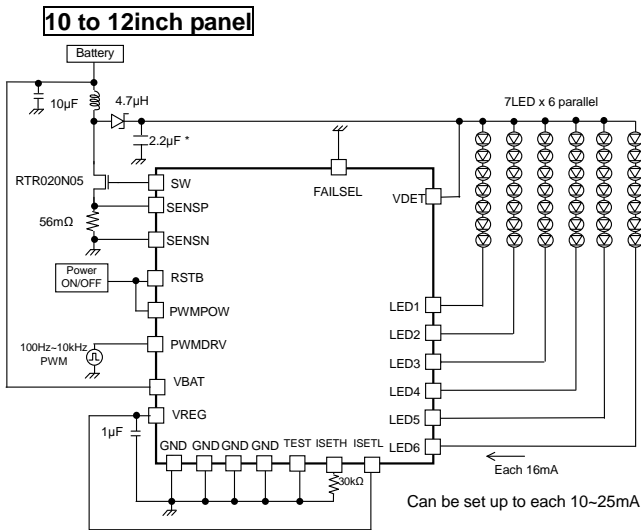 10 to 12inch panel
Battery
10µF
4.7µH
2.2µF *
7LED x 6 parallel
RTR020N05
56mΩ
SW
SENSP
SENSN
FAILSEL
VDET
Power
ON/OFF
RSTB
PWMPOW
100Hz~10kHz
PWM
PWMDRV
VBAT
VREG
1µF
LED1
LED2
LED3
LED4
LED5
LED6
GND GND GND GND TEST ISETH ISETL
30kΩ
Each 16mA
Can be set up to each 10~25mA